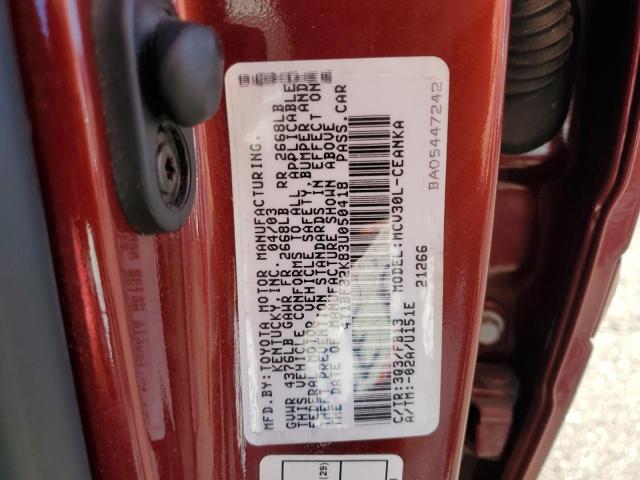 MFD.BY:TOYOTA MOTOR MANUFACTURING,
KENTUCKY, INC. 04/03
GVWR 4376LB GAWR FR 2668LB RR 2668LB
THIS VEHICLE CONFORMS TO ALL APPLICABLE
FEDERAL MOTOR VEHICLE SAFETY,BUMPER AND
THEFT PREVENTION STANDARDS IN EFFECT ON
THE DATE OF MANUFACTURE SHOWN ABOVE
4T1BF32K83U050418 PASS.CAR
C/TR:3Q3/FB13 MODEL:MCV30L-CEANKA
A/TM:-02A/U151E 21266
BA05447242
(29)